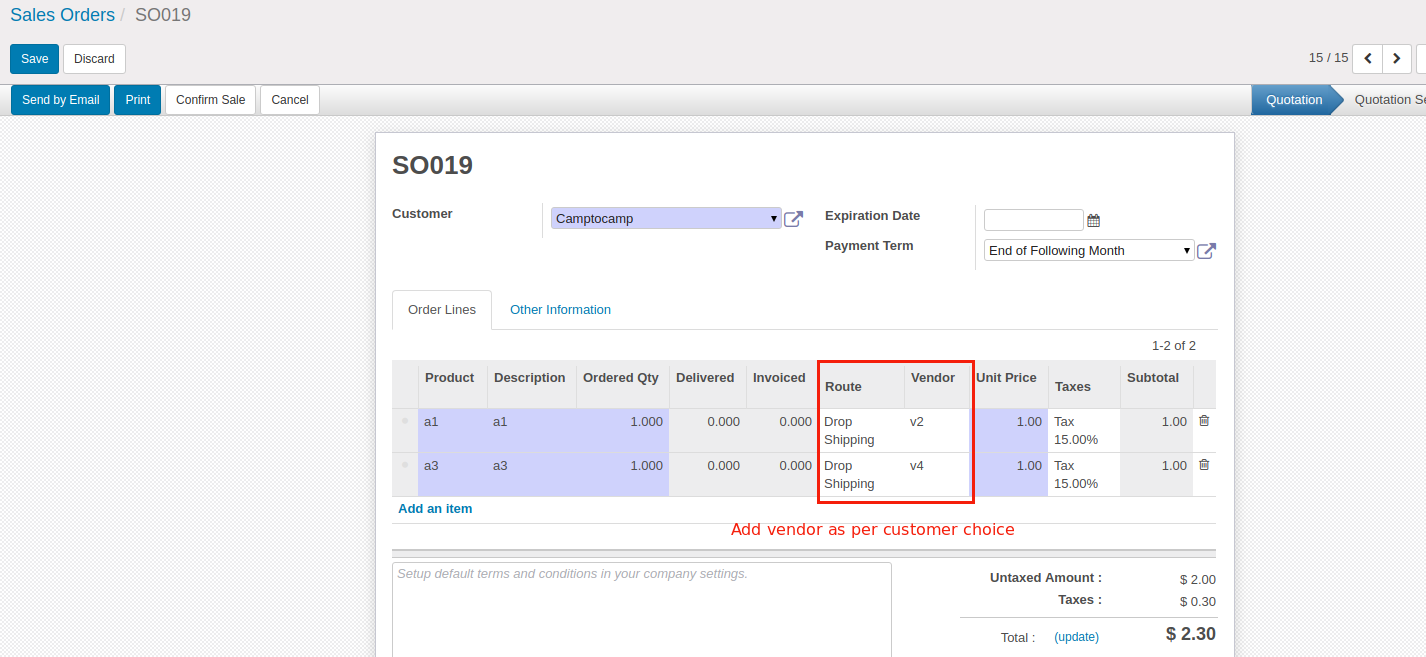 Sales Orders / SO019
Save Discard 15 / 15
Send by Email Print Confirm Sale Cancel Quotation Quotation Se
SO019
Customer Camptocamp Expiration Date
Payment Term End of Following Month
Order Lines Other Information
1-2 of 2
Product Description Ordered Qty Delivered Invoiced Route Vendor Unit Price Taxes Subtotal
a1 a1 1.000 0.000 0.000 Drop v2 1.00 Tax 1.00
Shipping 15.00%
a3 a3 1.000 0.000 0.000 Drop v4 1.00 Tax 1.00
Shipping 15.00%
Add an item
Add vendor as per customer choice
Setup default terms and conditions in your company settings.
Untaxed Amount : $ 2.00
Taxes : $ 0.30
Total : (update) $ 2.30